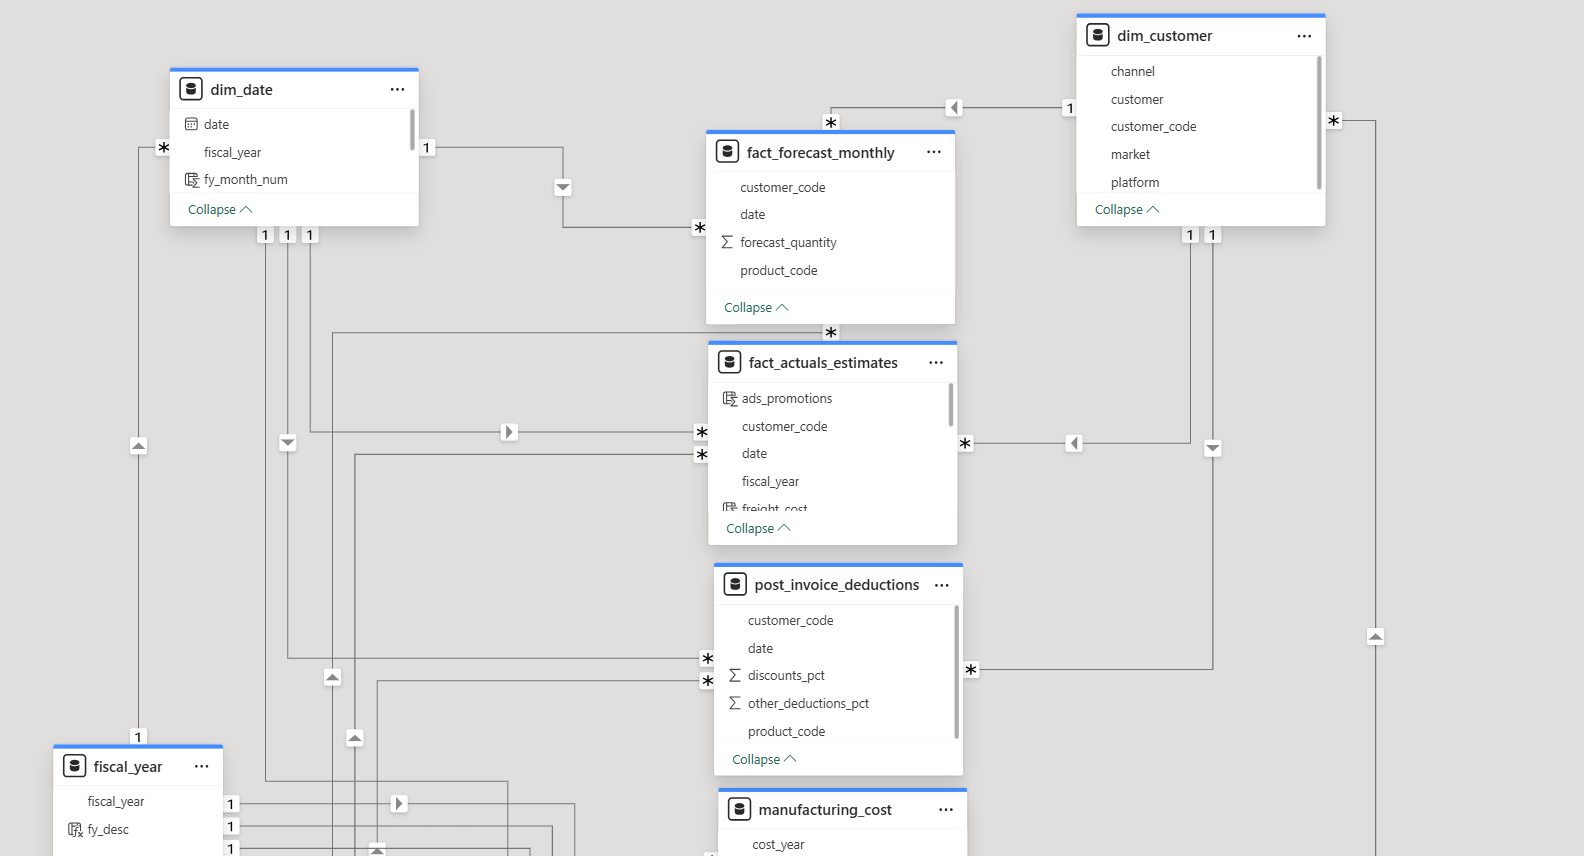 dim_customer
channel
customer
customer_code
market
platform
Collapse
dim_date
date
fiscal_year
fy_month_num
Collapse
fact_forecast_monthly
customer_code
date
forecast_quantity
product_code
Collapse
fact_actuals_estimates
ads_promotions
customer_code
date
fiscal_year
freight_cost
Collapse
post_invoice_deductions
customer_code
date
discounts_pct
other_deductions_pct
product_code
Collapse
fiscal_year
fiscal_year
fy_desc
manufacturing_cost
cost_year
1
*
1
*
1
*
1
1
1
*
1
1
*
*
*
*
*
*
*
1
1
1
1